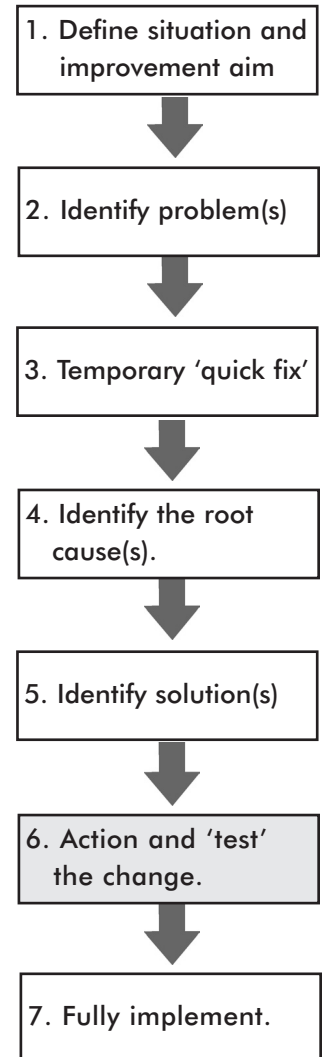 1. Define situation and
improvement aim
2. Identify problem(s)
3. Temporary ‘quick fix’
4. Identify the root
cause(s).
5. Identify solution(s)
6. Action and ‘test’
the change.
7. Fully implement.